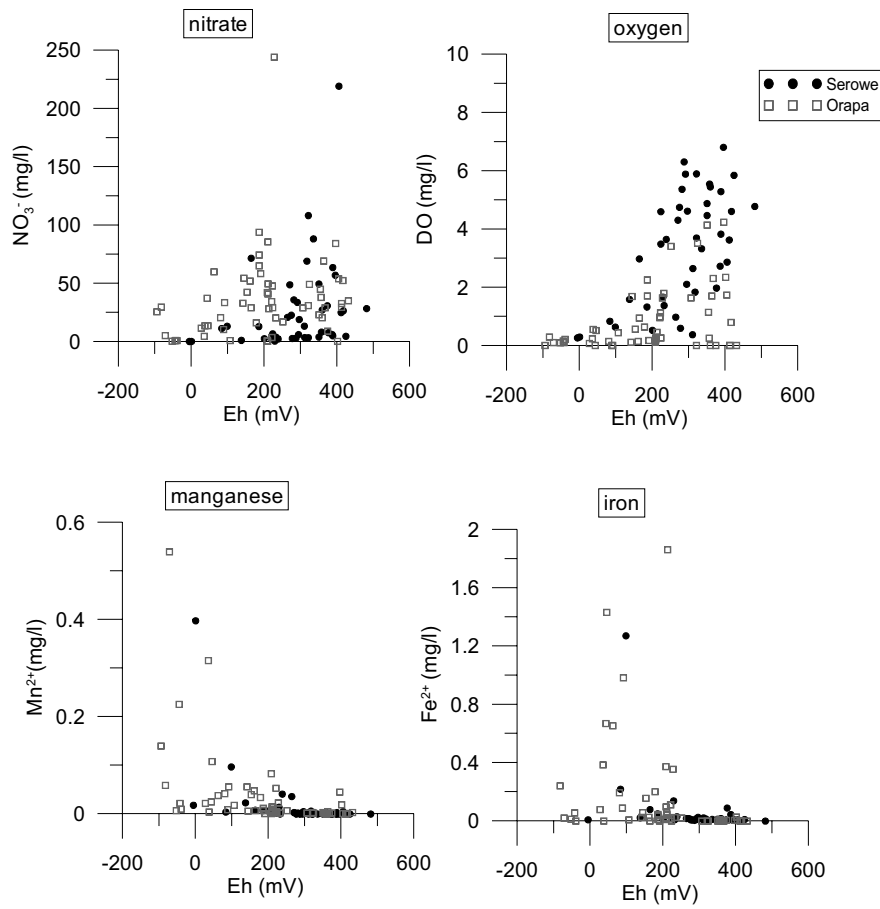 nitrate
250
200
150
100
50
0
NO₃⁻ (mg/l)
-200 0 200 400 600
Eh (mV)
oxygen
10
8
6
4
2
0
DO (mg/l)
-200 0 200 400 600
Eh (mV)
Serowe
Orapa
manganese
0.6
0.4
0.2
0
Mn²⁺(mg/l)
-200 0 200 400 600
Eh (mV)
iron
2
1.6
1.2
0.8
0.4
0
Fe²⁺ (mg/l)
-200 0 200 400 600
Eh (mV)